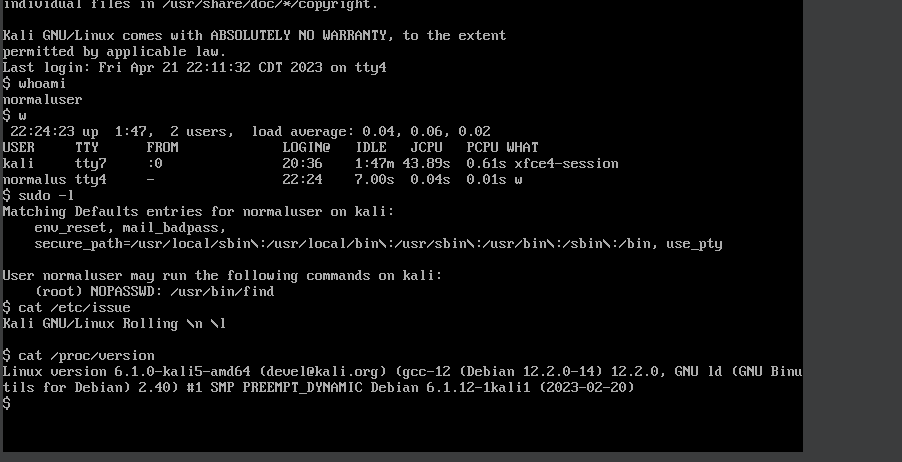 individual files in /usr/share/doc/*/copyright.
Kali GNU/Linux comes with ABSOLUTELY NO WARRANTY, to the extent
permitted by applicable law.
Last login: Fri Apr 21 22:11:32 CDT 2023 on tty4
$ whoami
normaluser
$ w
 22:24:23 up  1:47,  2 users,  load average: 0.04, 0.06, 0.02
USER     TTY      FROM             LOGIN@   IDLE   JCPU   PCPU WHAT
kali     tty7     :0               20:36    1:47m 43.89s  0.61s xfce4-session
normalus tty4     -                22:24    7.00s  0.04s  0.01s w
$ sudo -l
Matching Defaults entries for normaluser on kali:
    env_reset, mail_badpass,
    secure_path=/usr/local/sbin\:/usr/local/bin\:/usr/sbin\:/usr/bin\:/sbin\:/bin, use_pty
User normaluser may run the following commands on kali:
    (root) NOPASSWD: /usr/bin/find
$ cat /etc/issue
Kali GNU/Linux Rolling \n \l
$ cat /proc/version
Linux version 6.1.0-kali5-amd64 (devel@kali.org) (gcc-12 (Debian 12.2.0-14) 12.2.0, GNU ld (GNU Binu
tils for Debian) 2.40) #1 SMP PREEMPT_DYNAMIC Debian 6.1.12-1kali1 (2023-02-20)
$